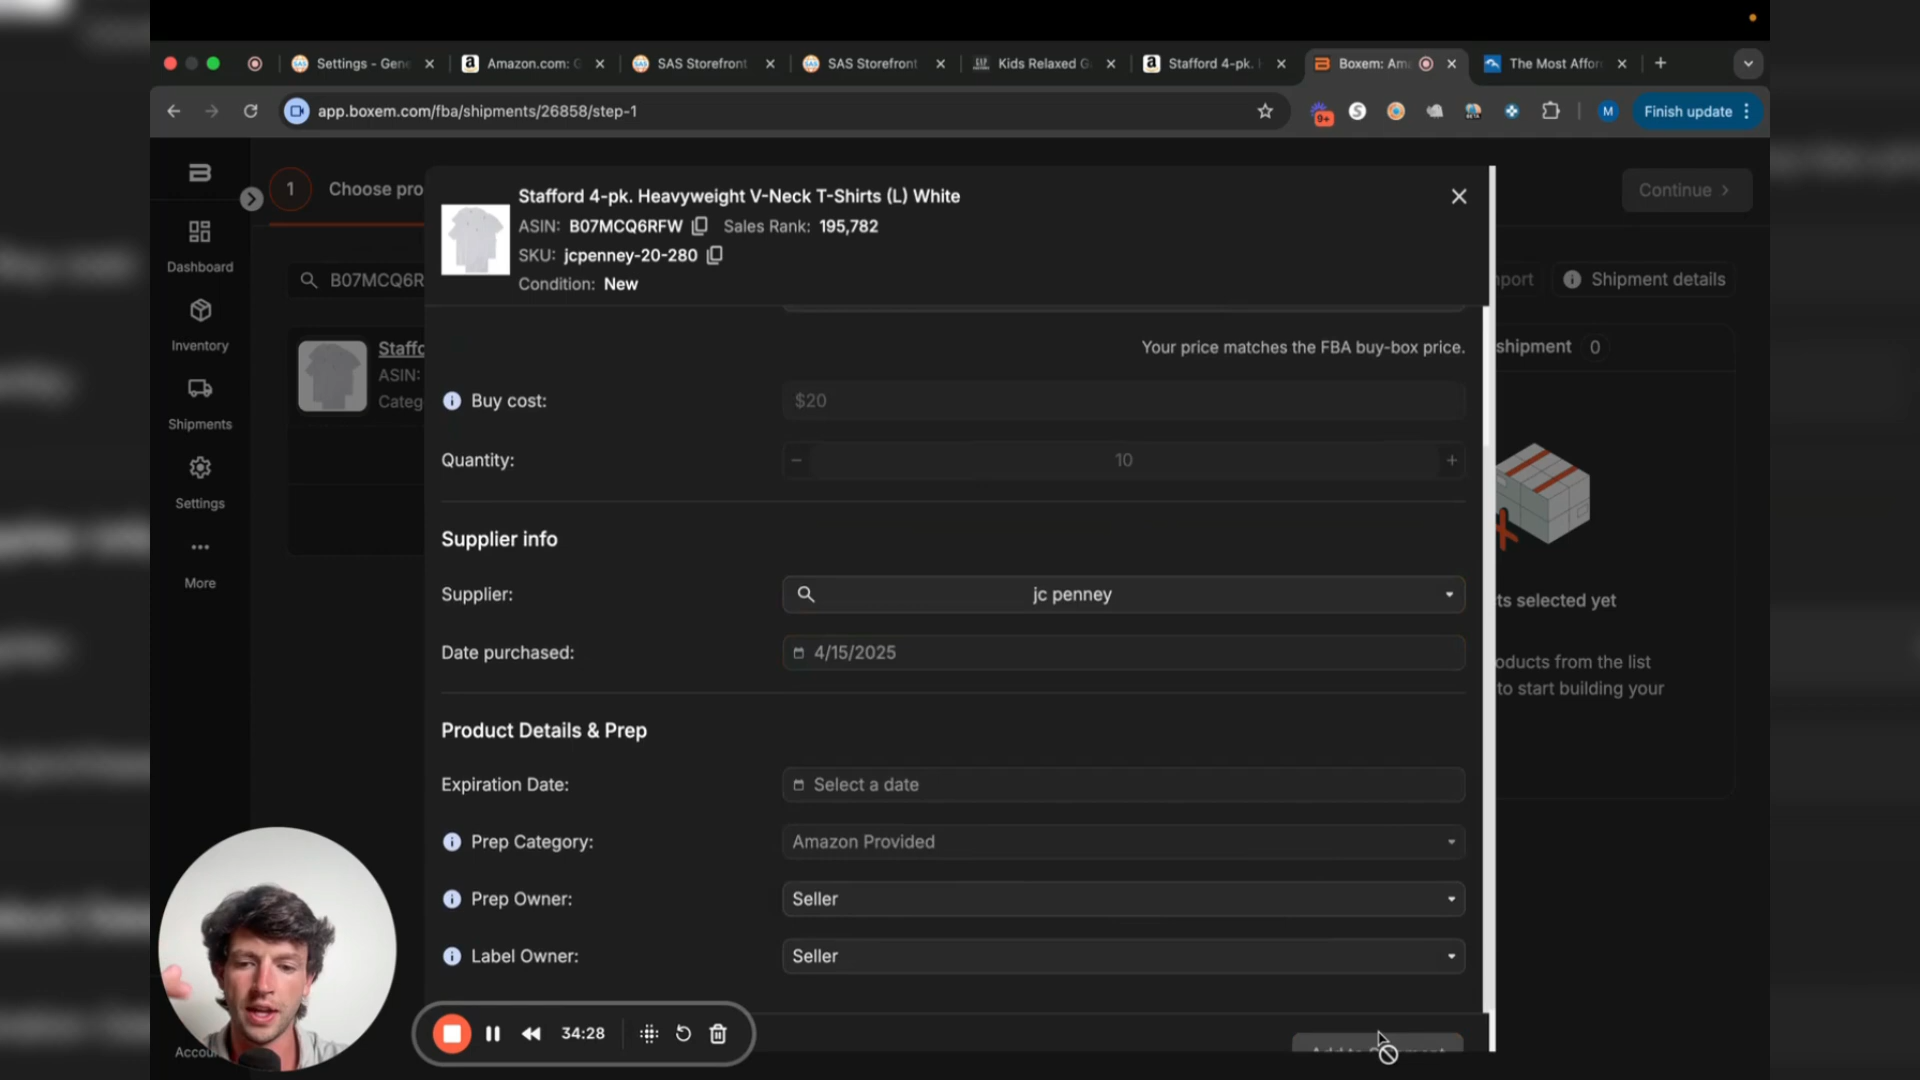 Settings - Gene
Amazon.com: G
SAS Storefront
SAS Storefront
Kids Relaxed G
Stafford 4-pk. H
Boxem: Ama
The Most Affor
app.boxem.com/fba/shipments/26858/step-1
9+
M
Finish update
1
Choose pro
Continue
Stafford 4-pk. Heavyweight V-Neck T-Shirts (L) White
ASIN: B07MCQ6RFW
Sales Rank: 195,782
SKU: jcpenney-20-280
Condition: New
Dashboard
Inventory
Shipments
Settings
More
B07MCQ6R
port
Shipment details
Staffo
ASIN:
Categ
shipment 0
ts selected yet
oducts from the list
to start building your
Your price matches the FBA buy-box price.
Buy cost:
$20
Quantity:
10
Supplier info
Supplier:
jc penney
Date purchased:
4/15/2025
Product Details & Prep
Expiration Date:
Select a date
Prep Category:
Amazon Provided
Prep Owner:
Seller
Label Owner:
Seller
34:28
Accou